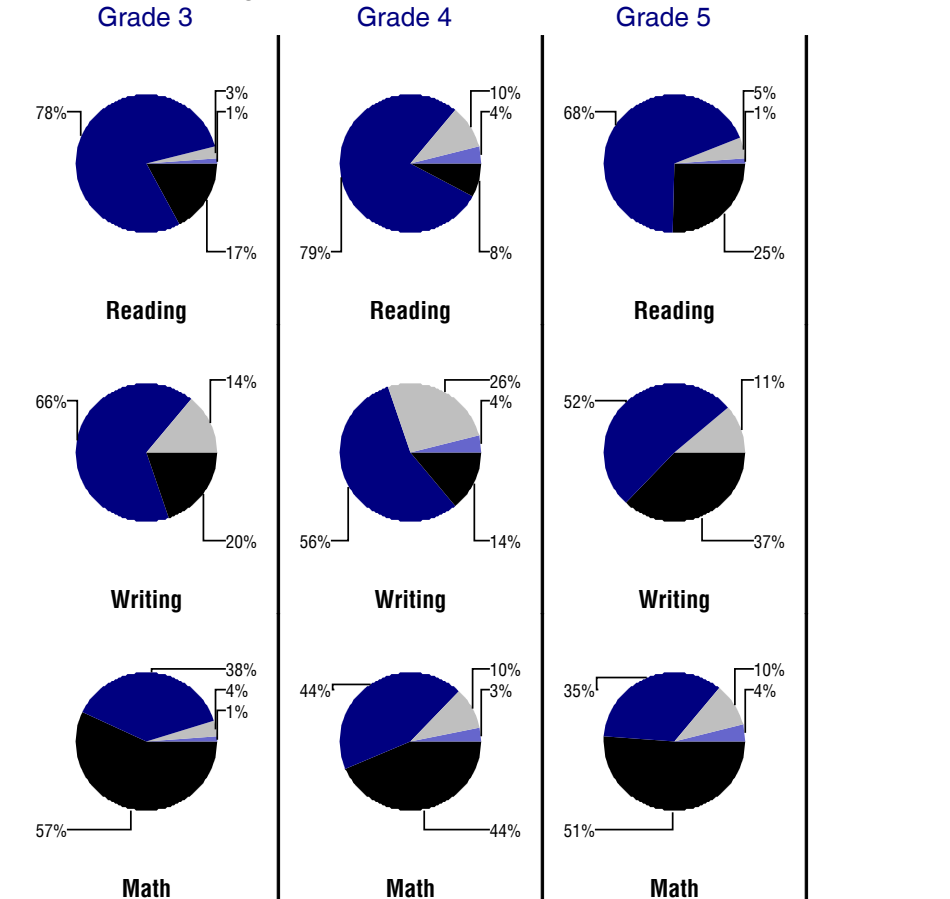 Grade 3 Grade 4 Grade 5
3% 10% 5%
78% 1% 4% 68% 1%
17% 79% 8% 25%
Reading Reading Reading
14% 26% 11%
66% 4% 52%
20% 56% 14% 37%
Writing Writing Writing
38% 10% 10%
4% 44% 3% 35% 4%
1%
57% 44% 51%
Math Math Math